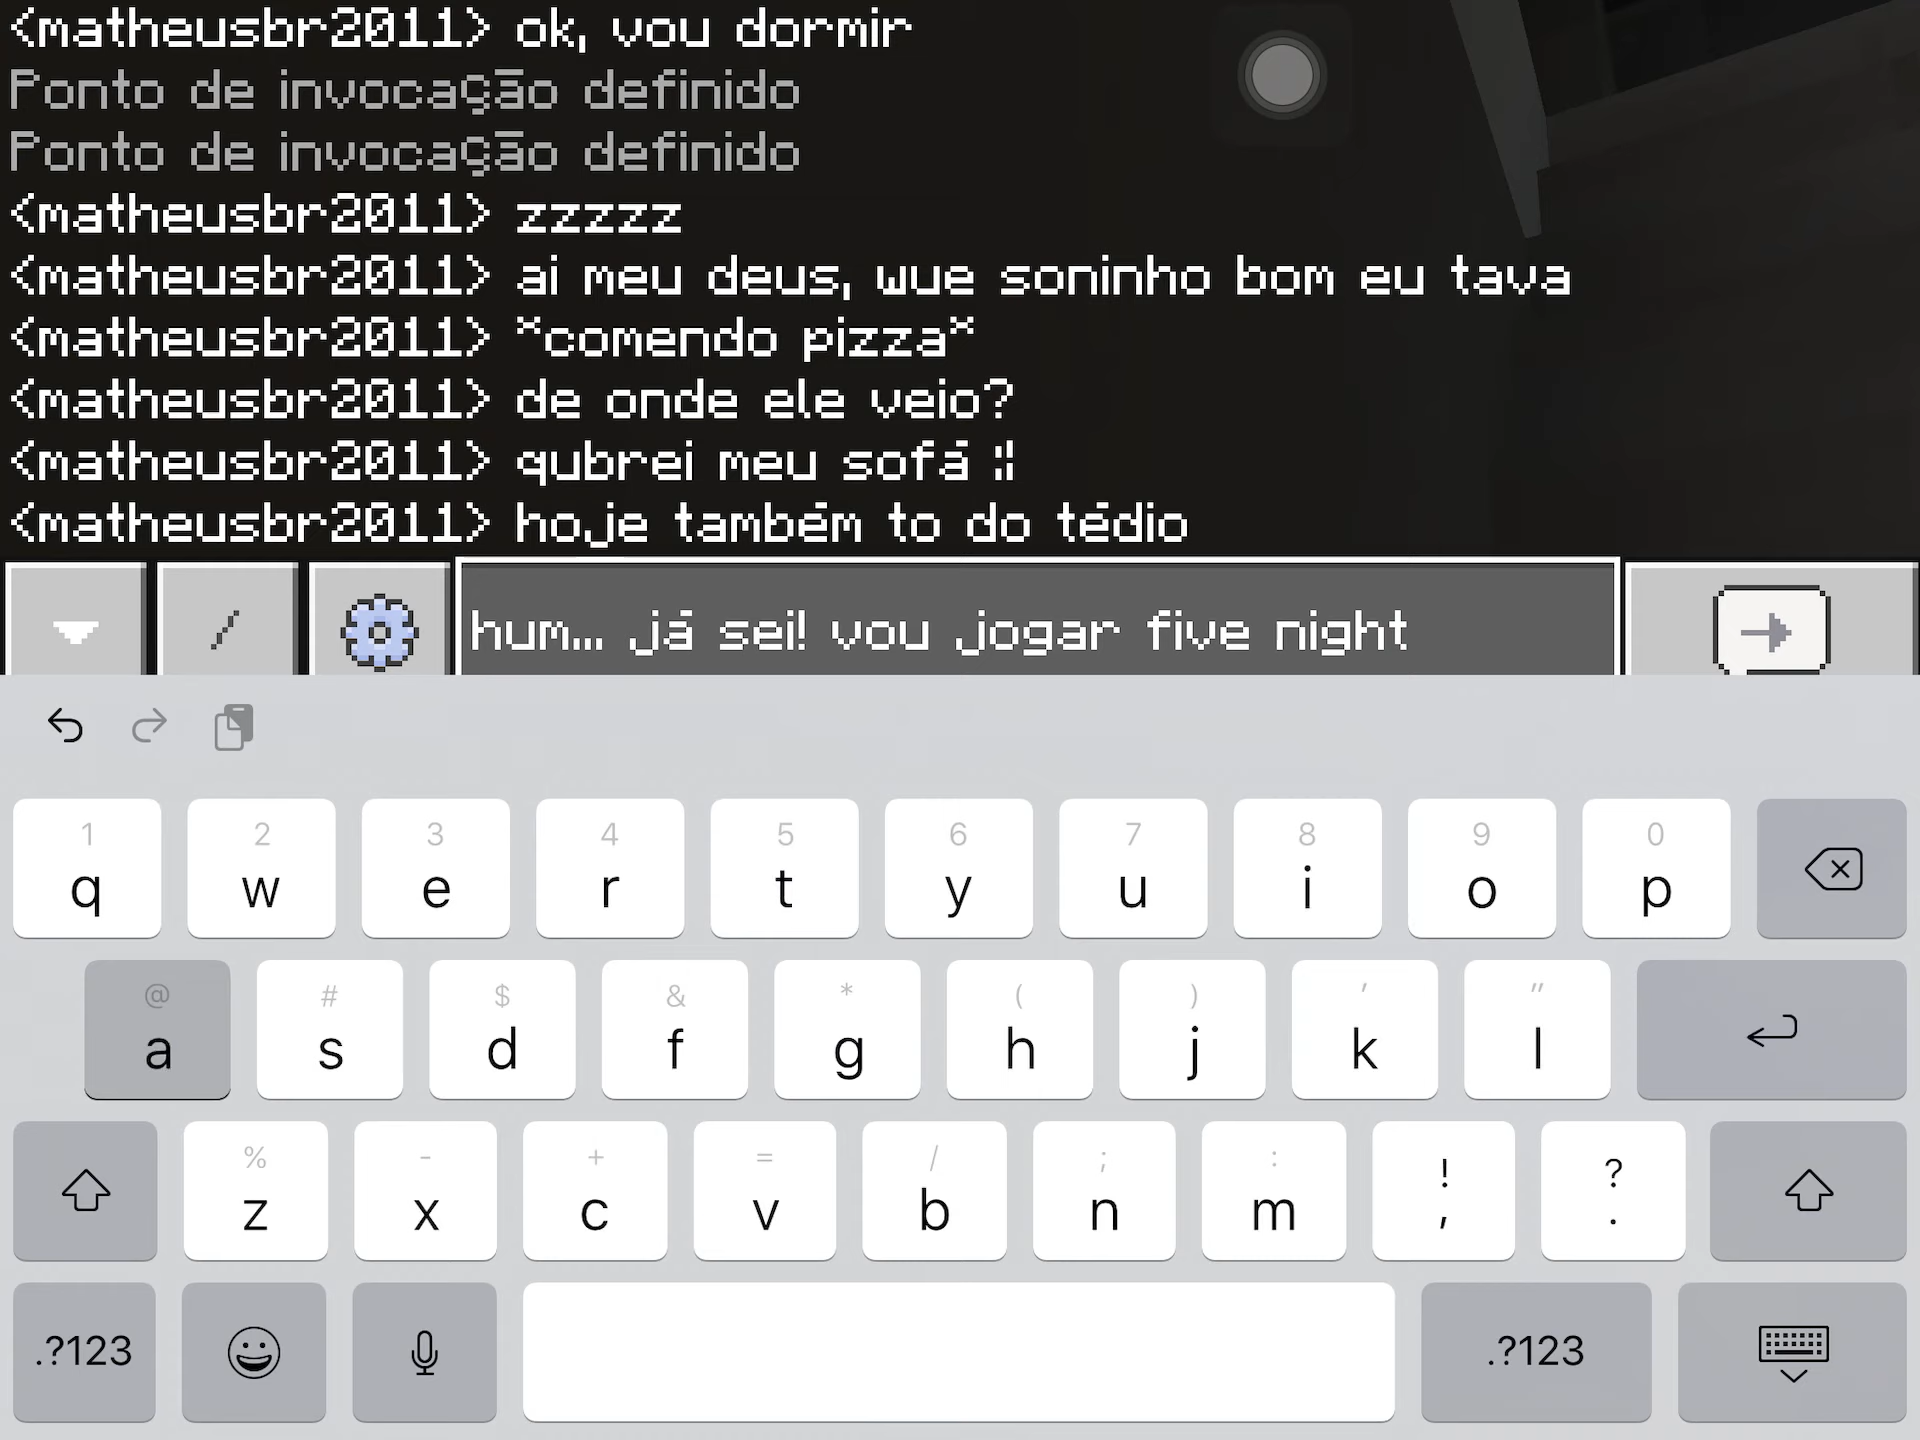 <matheusbr2011> ok, vou dormir
Ponto de invocação definido
Ponto de invocação definido
<matheusbr2011> zzzzz
<matheusbr2011> ai meu deus, wue soninho bom eu tava
<matheusbr2011> *comendo pizza*
<matheusbr2011> de onde ele veio?
<matheusbr2011> qubrei meu sofá :|
<matheusbr2011> hoje também to do tédio
/ hum... já sei! vou jogar five night
1 2 3 4 5 6 7 8 9 0
q w e r t y u i o p
@ # $ & * ( ) ' "
a s d f g h j k l
% - + = / ; : ! ?
z x c v b n m , .
.?123 .?123